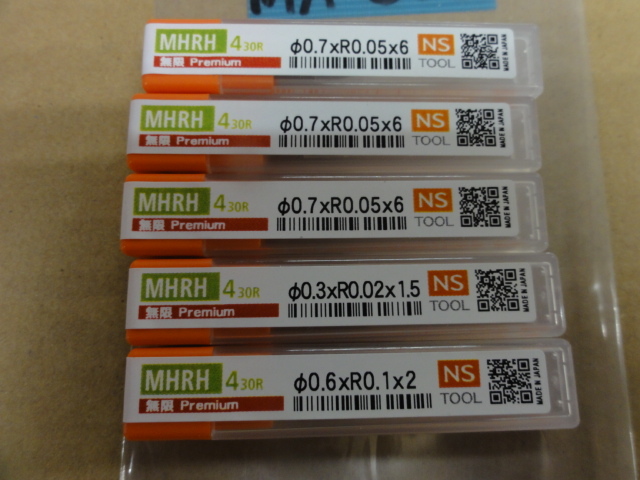 MHRH 430R φ0.7xR0.05x6 NS
無限 Premium TOOL MADE IN JAPAN
MHRH 430R φ0.7xR0.05x6 NS
無限 Premium TOOL MADE IN JAPAN
MHRH 430R φ0.7xR0.05x6 NS
無限 Premium TOOL MADE IN JAPAN
MHRH 430R φ0.3xR0.02x1.5 NS
無限 Premium TOOL MADE IN JAPAN
MHRH 430R φ0.6xR0.1x2 NS
無限 Premium TOOL MADE IN JAPAN